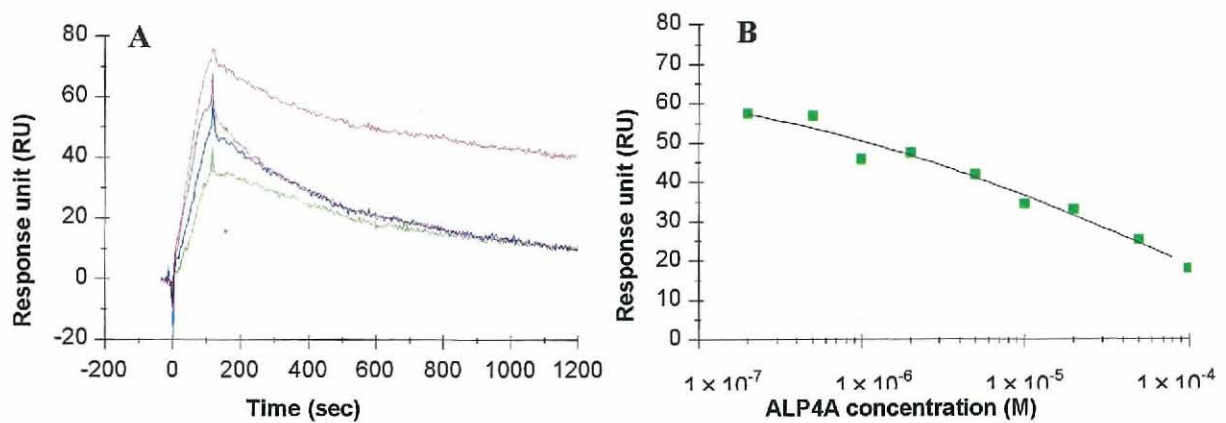 A
Response unit (RU)
80
60
40
20
0
-20
-200
0
200
400
600
800
1000
1200
Time (sec)
B
Response unit (RU)
80
70
60
50
40
30
20
10
0
1 × 10⁻⁷
1 × 10⁻⁶
1 × 10⁻⁵
1 × 10⁻⁴
ALP4A concentration (M)